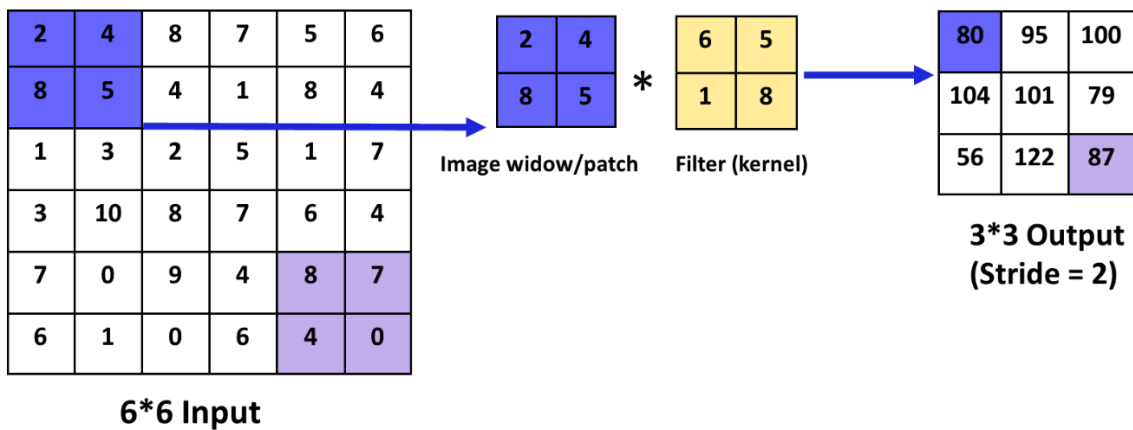 2 4 8 7 5 6
8 5 4 1 8 4
1 3 2 5 1 7
3 10 8 7 6 4
7 0 9 4 8 7
6 1 0 6 4 0
6*6 Input
2 4
8 5
Image widow/patch
*
6 5
1 8
Filter (kernel)
80 95 100
104 101 79
56 122 87
3*3 Output
(Stride = 2)